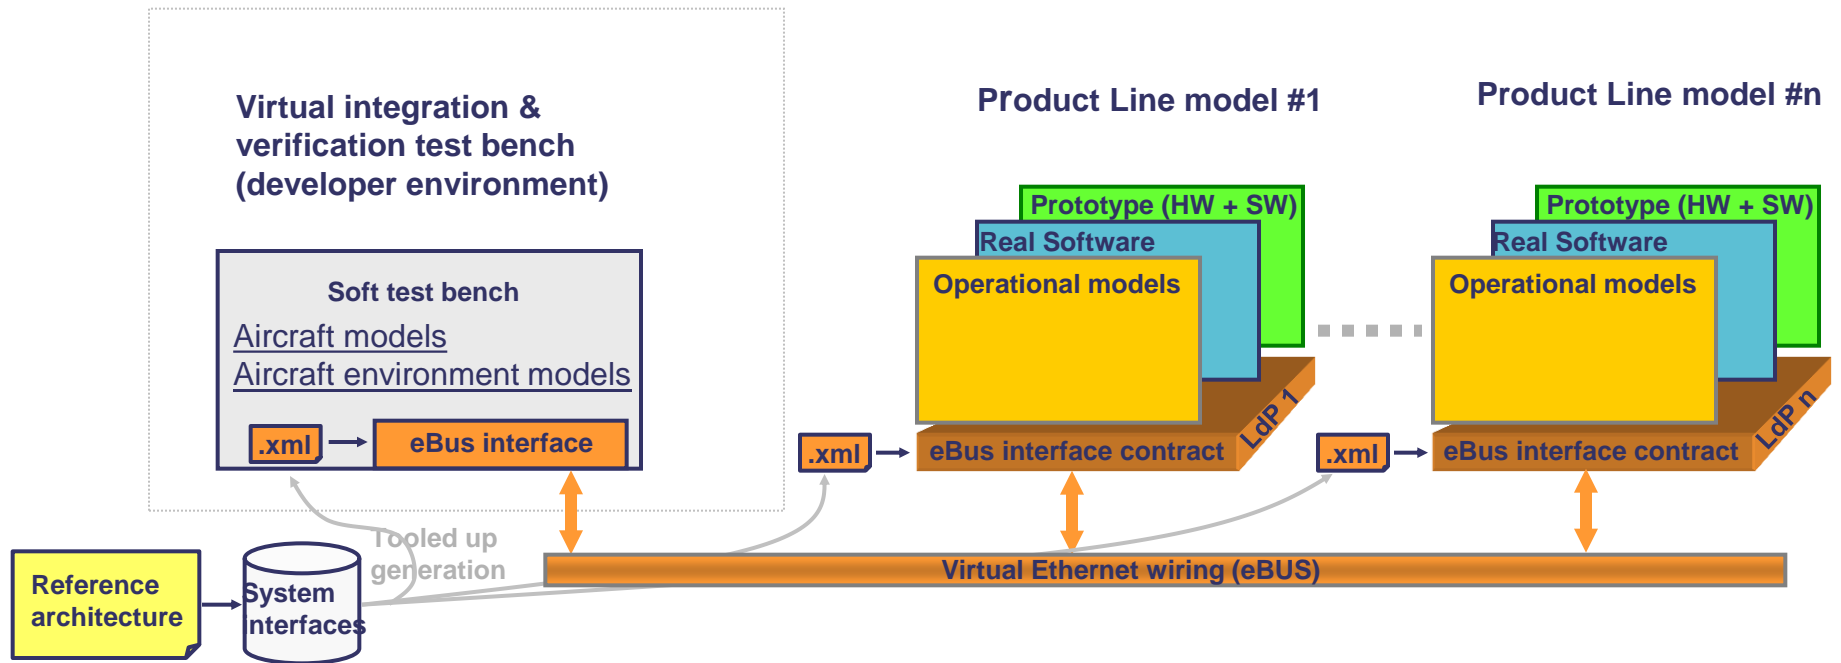 Virtual integration &
verification test bench
(developer environment)
Product Line model #1
Product Line model #n
Soft test bench
Aircraft models
Aircraft environment models
.xml
eBus interface
Prototype (HW + SW)
Real Software
Operational models
.xml
eBus interface contract
LdP 1
Prototype (HW + SW)
Real Software
Operational models
.xml
eBus interface contract
LdP n
Tooled up
generation
Virtual Ethernet wiring (eBUS)
Reference
architecture
System
interfaces